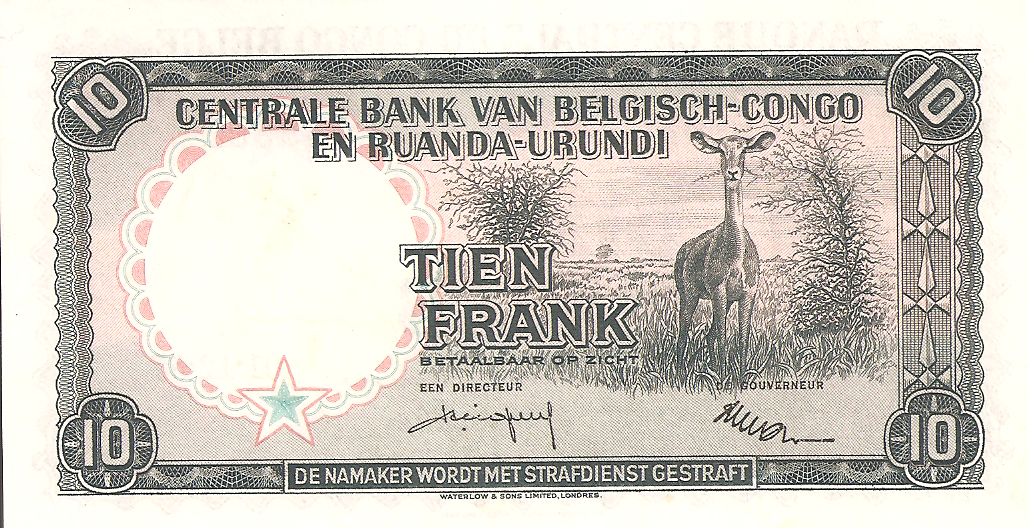 10 10
CENTRALE BANK VAN BELGISCH-CONGO
EN RUANDA-URUNDI
TIEN
FRANK
BETAALBAAR OP ZICHT
EEN DIRECTEUR DE GOUVERNEUR
10 10
DE NAMAKER WORDT MET STRAFDIENST GESTRAFT
WATERLOW & SONS LIMITED, LONDRES.